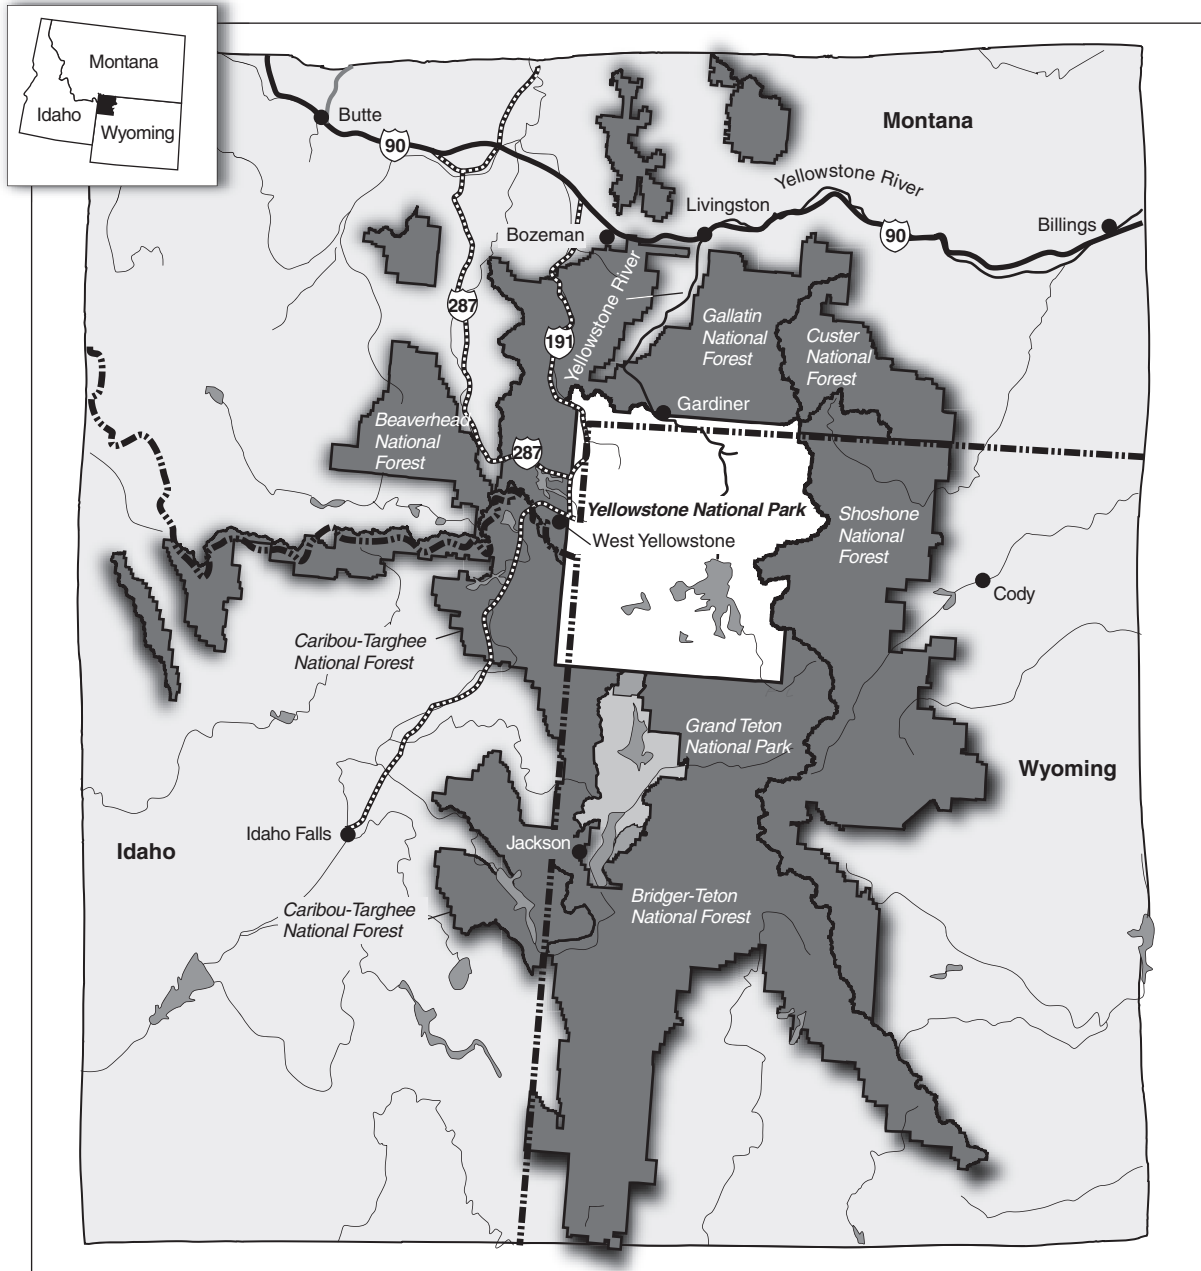 Montana
Idaho
Wyoming
Butte
90
Montana
Yellowstone River
Livingston
Bozeman
Billings
90
287
191
Yellowstone River
Gallatin
National
Forest
Custer
National
Forest
Gardiner
Beaverhead
National
Forest
287
Yellowstone National Park
West Yellowstone
Shoshone
National
Forest
Cody
Caribou-Targhee
National Forest
Grand Teton
National Park
Wyoming
Idaho Falls
Idaho
Jackson
Bridger-Teton
National Forest
Caribou-Targhee
National Forest